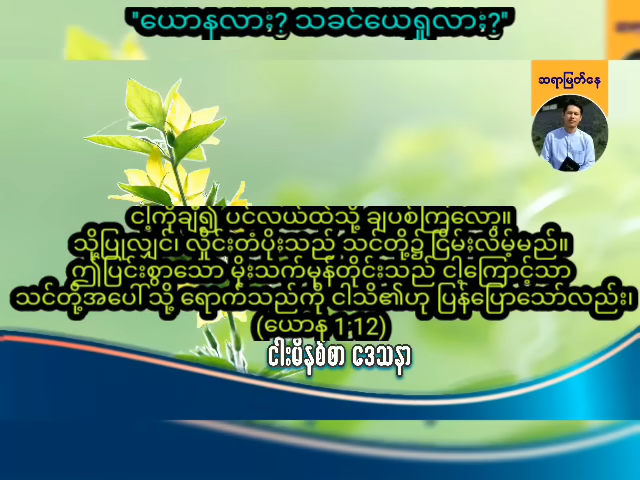 "ယောနလား? သခင်ယေရှုလား?"
ဆရာမြတ်နေ
ငါ့ကိုချီ၍ ပင်လယ်ထဲသို့ ချပစ်ကြလော့။
သို့ပြုလျှင်၊ လှိုင်းတံပိုးသည် သင်တို့၌ ငြိမ်းလိမ့်မည်။
ဤပြင်းစွာသော မိုးသက်မုန်တိုင်းသည် ငါ့ကြောင့်သာ
သင်တို့အပေါ်သို့ ရောက်သည်ကို ငါသိ၏ဟု ပြန်ပြောသော်လည်း၊
(ယောန 1;12)
ငါးမိနစ်စာ ဒေသနာ